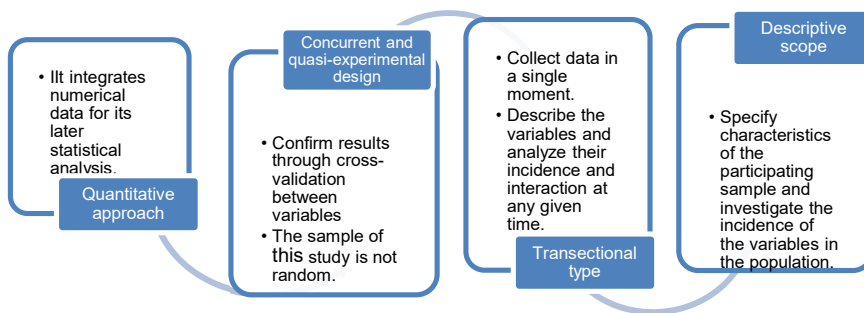 • IIt integrates
numerical
data for its
later
statistical
analysis.
Quantitative
approach
Concurrent and
quasi-experimental
design
• Confirm results
through cross-
validation
between
variables
• The sample of
this study is not
random.
• Collect data in
a single
moment.
• Describe the
variables and
analyze their
incidence and
interaction at
any given
time.
Transectional
type
Descriptive
scope
• Specify
characteristics
of the
participating
sample and
investigate the
incidence of
the variables in
the population.